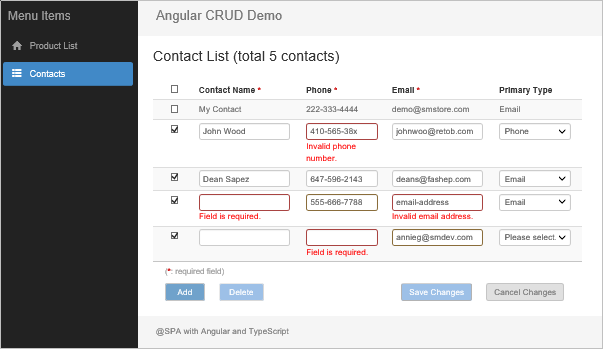 Menu Items
Product List
Contacts
Angular CRUD Demo
Contact List (total 5 contacts)
Contact Name * Phone * Email * Primary Type
My Contact 222-333-4444 demo@smstore.com Email
John Wood 410-565-38x johnwoo@retob.com Phone
Invalid phone
number.
Dean Sapez 647-596-2143 deans@fashep.com Email
555-666-7788 email-address Email
Field is required. Invalid email address.
annieg@smdev.com Please select.
Field is required.
(*: required field)
Add Delete Save Changes Cancel Changes
@SPA with Angular and TypeScript